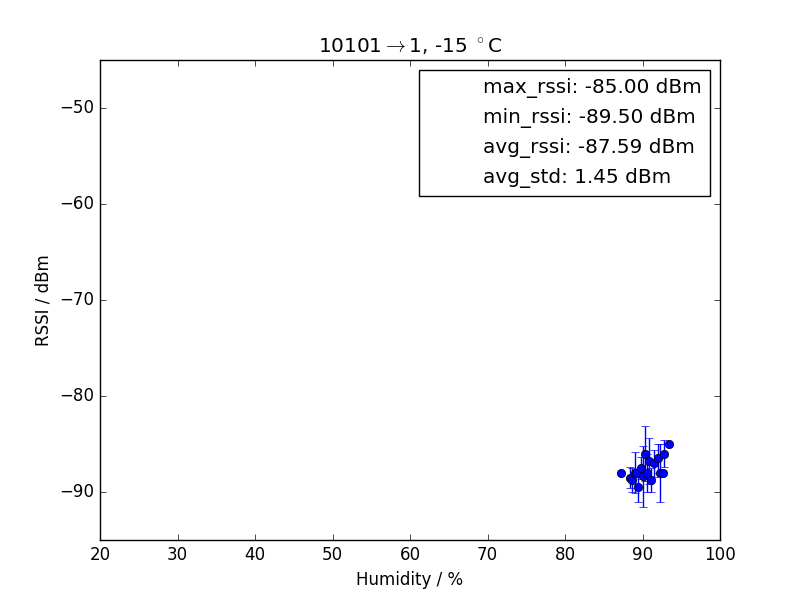 10101→1, -15 °C
max_rssi: -85.00 dBm
min_rssi: -89.50 dBm
avg_rssi: -87.59 dBm
avg_std: 1.45 dBm
RSSI / dBm
−50
−60
−70
−80
−90
20 30 40 50 60 70 80 90 100
Humidity / %